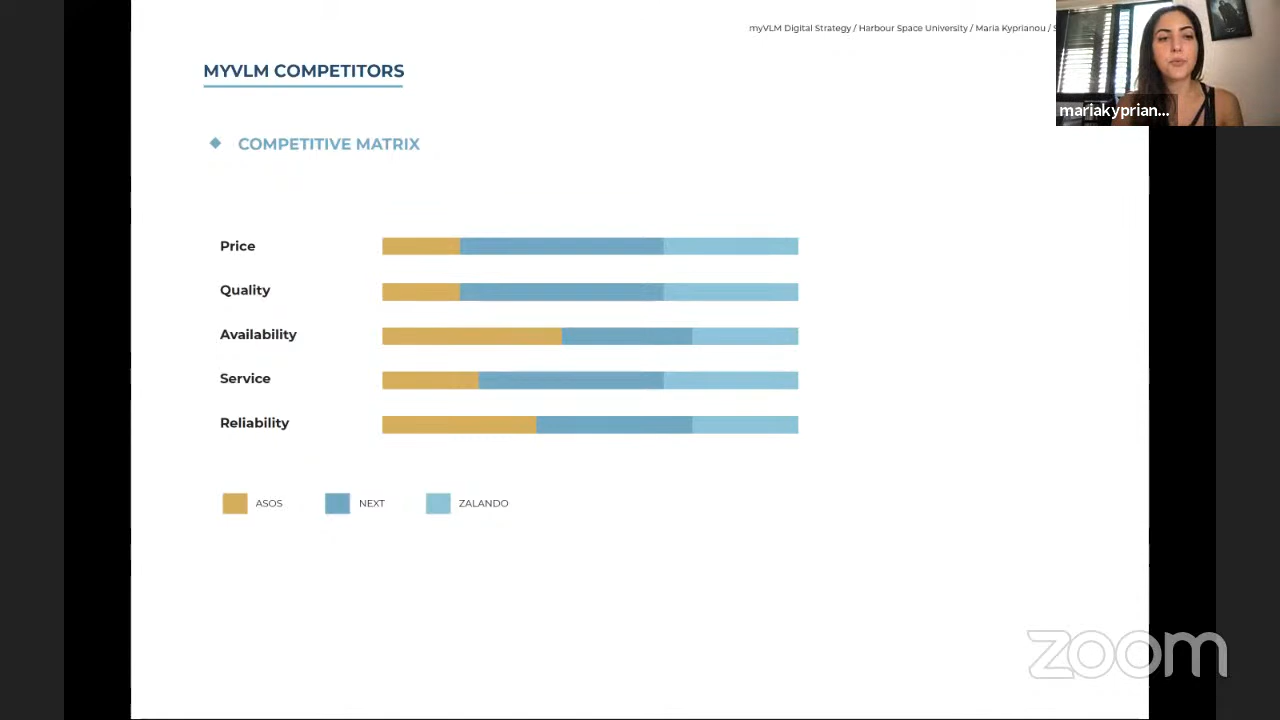 myVLM Digital Strategy / Harbour Space University / Maria Kyprianou /
mariakyprian...
MYVLM COMPETITORS
COMPETITIVE MATRIX
Price
Quality
Availability
Service
Reliability
ASOS NEXT ZALANDO
zoom